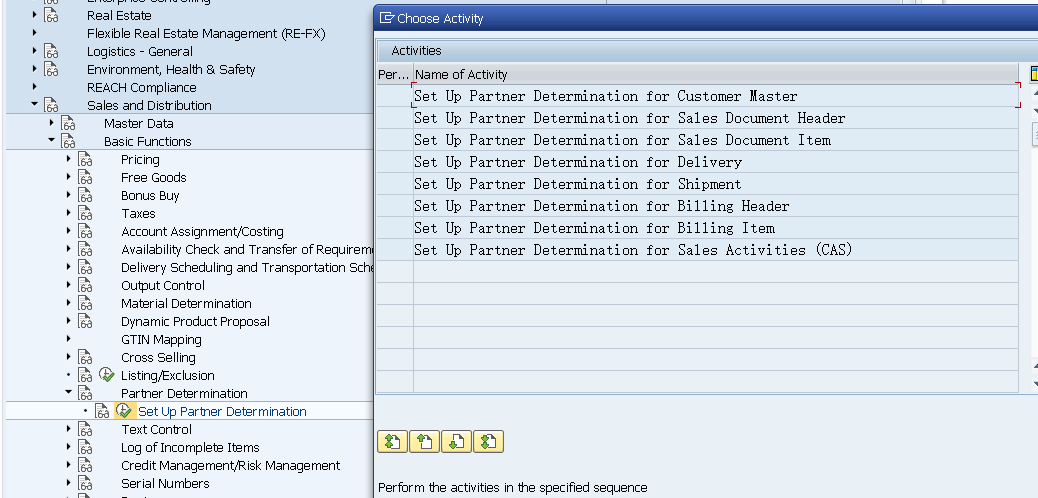 Real Estate
Flexible Real Estate Management (RE-FX)
Logistics - General
Environment, Health & Safety
REACH Compliance
Sales and Distribution
Master Data
Basic Functions
Pricing
Free Goods
Bonus Buy
Taxes
Account Assignment/Costing
Availability Check and Transfer of Requirem
Delivery Scheduling and Transportation Sche
Output Control
Material Determination
Dynamic Product Proposal
GTIN Mapping
Cross Selling
Listing/Exclusion
Partner Determination
Set Up Partner Determination
Text Control
Log of Incomplete Items
Credit Management/Risk Management
Serial Numbers
Choose Activity
Activities
Per... Name of Activity
Set Up Partner Determination for Customer Master
Set Up Partner Determination for Sales Document Header
Set Up Partner Determination for Sales Document Item
Set Up Partner Determination for Delivery
Set Up Partner Determination for Shipment
Set Up Partner Determination for Billing Header
Set Up Partner Determination for Billing Item
Set Up Partner Determination for Sales Activities (CAS)
Perform the activities in the specified sequence